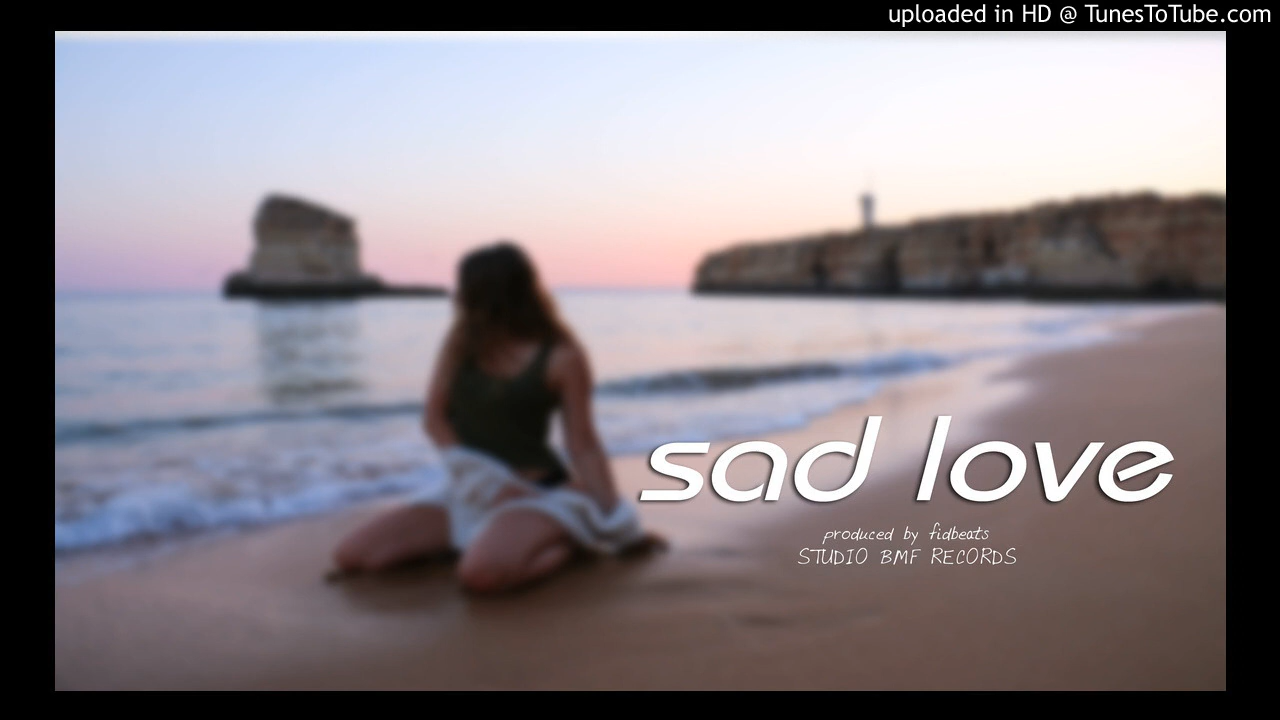 uploaded in HD @ TunesToTube.com
sad love
produced by fidbeats
STUDIO BMF RECORDS